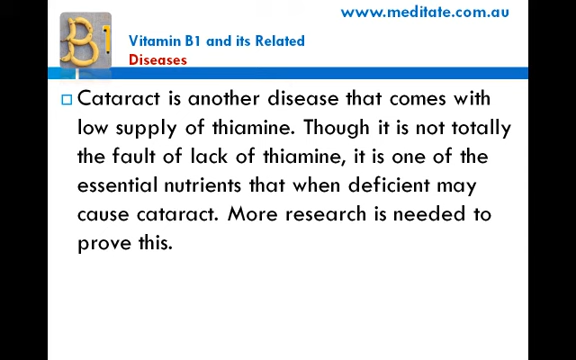 www.meditate.com.au
B1
Vitamin B1 and its Related
Diseases
Cataract is another disease that comes with
low supply of thiamine. Though it is not totally
the fault of lack of thiamine, it is one of the
essential nutrients that when deficient may
cause cataract. More research is needed to
prove this.